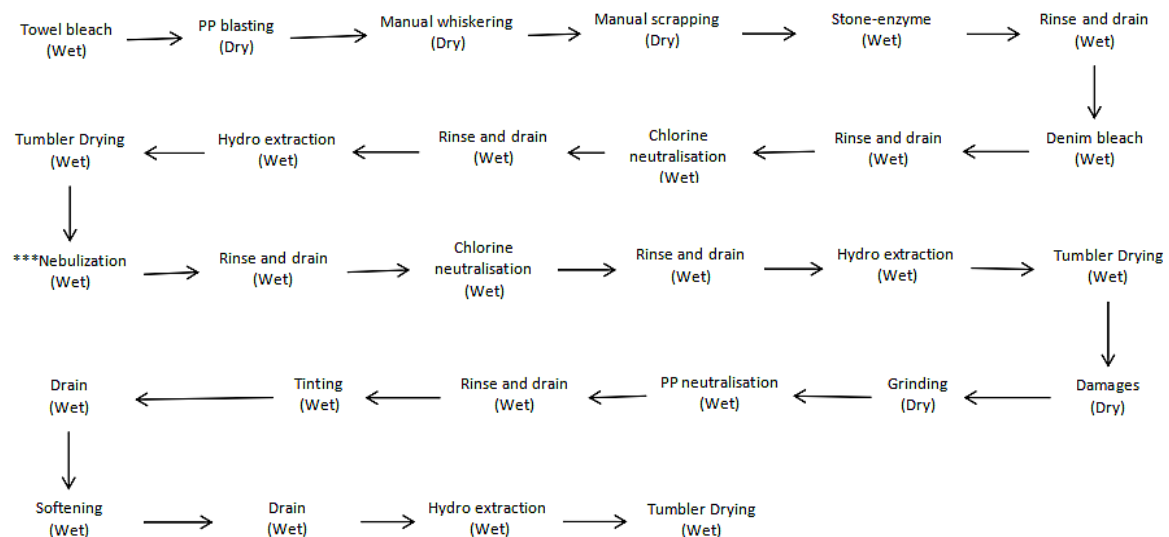 Towel bleach
(Wet)
PP blasting
(Dry)
Manual whiskering
(Dry)
Manual scrapping
(Dry)
Stone-enzyme
(Wet)
Rinse and drain
(Wet)
Denim bleach
(Wet)
Rinse and drain
(Wet)
Chlorine
neutralisation
(Wet)
Rinse and drain
(Wet)
Hydro extraction
(Wet)
Tumbler Drying
(Wet)
***Nebulization
(Wet)
Rinse and drain
(Wet)
Chlorine
neutralisation
(Wet)
Rinse and drain
(Wet)
Hydro extraction
(Wet)
Tumbler Drying
(Wet)
Damages
(Dry)
Grinding
(Dry)
PP neutralisation
(Wet)
Rinse and drain
(Wet)
Tinting
(Wet)
Drain
(Wet)
Softening
(Wet)
Drain
(Wet)
Hydro extraction
(Wet)
Tumbler Drying
(Wet)